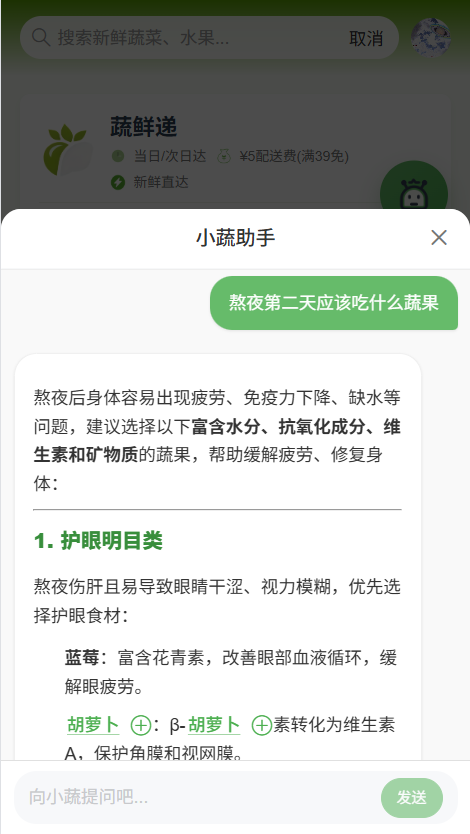 搜索新鲜蔬菜、水果...
取消
蔬鲜递
当日/次日达 ¥5配送费(满39免)
新鲜直达
小蔬助手
熬夜第二天应该吃什么蔬果
熬夜后身体容易出现疲劳、免疫力下降、缺水等
问题，建议选择以下富含水分、抗氧化成分、维
生素和矿物质的蔬果，帮助缓解疲劳、修复身
体：
1. 护眼明目类
熬夜伤肝且易导致眼睛干涩、视力模糊，优先选
择护眼食材：
蓝莓：富含花青素，改善眼部血液循环，缓
解眼疲劳。
胡萝卜：β-胡萝卜素转化为维生素
A，保护角膜和视网膜。
向小蔬提问吧...
发送